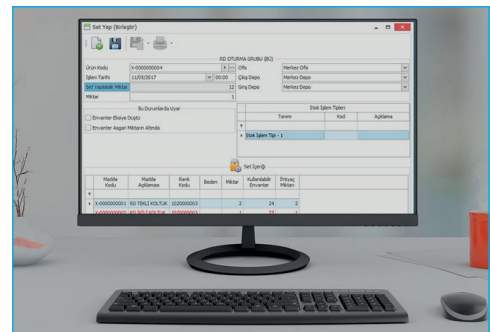 Set Yap (Birleştir)
RD OTURMA GRUBU (BÜ)
Ürün Kodu X-0000000004 Ofis Merkez Ofis
İşlem Tarihi 11/03/2017 00:00 Çıkış Depo Merkez Depo
Set Yapılabilir Miktar 12 Giriş Depo Merkez Depo
Miktar 1
Bu Durumlarda Uyar Stok İşlem Tipleri
Envanter Eksiye Düştü Tanımı Kod Açıklama
Envanter Asgari Miktarın Altında
Stok İşlem Tipi - 1
Set İçeriği
Madde Kodu Madde Açıklaması Renk Kodu Beden Miktar Kullanılabilir Envanter İhtiyaç Miktarı
X-0000000001 RD TEKLİ KOLTUK 1020000003 2 24 2
X-0000000002